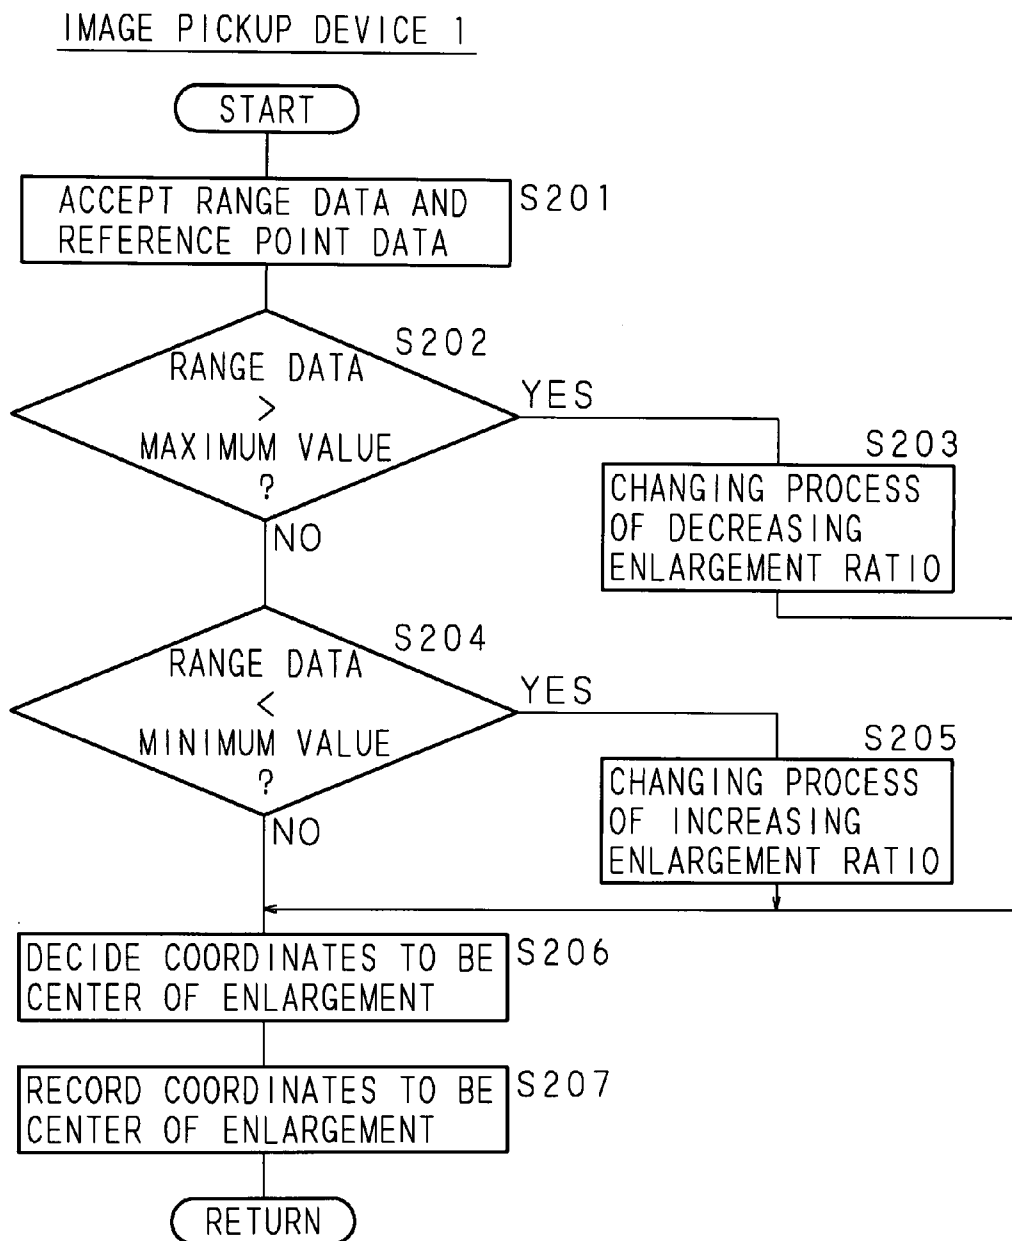 IMAGE PICKUP DEVICE 1
START
ACCEPT RANGE DATA AND
REFERENCE POINT DATA
S201
S202
RANGE DATA
>
MAXIMUM VALUE
?
YES
NO
S203
CHANGING PROCESS
OF DECREASING
ENLARGEMENT RATIO
S204
RANGE DATA
<
MINIMUM VALUE
?
YES
NO
S205
CHANGING PROCESS
OF INCREASING
ENLARGEMENT RATIO
DECIDE COORDINATES TO BE
CENTER OF ENLARGEMENT
S206
RECORD COORDINATES TO BE
CENTER OF ENLARGEMENT
S207
RETURN